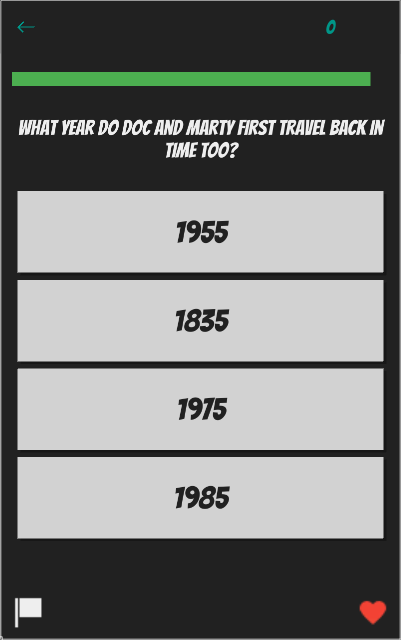 0
WHAT YEAR DO DOC AND MARTY FIRST TRAVEL BACK IN
TIME TOO?
1955
1835
1975
1985